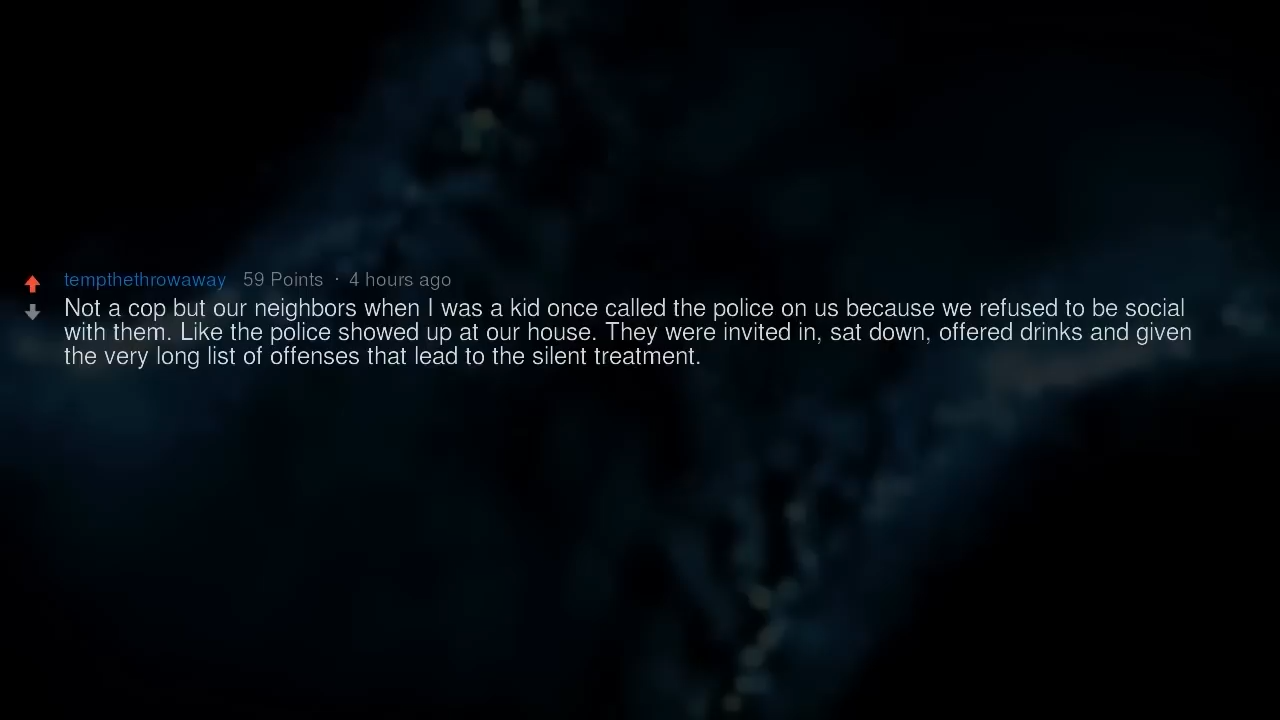 tempthethrowaway 59 Points · 4 hours ago
Not a cop but our neighbors when I was a kid once called the police on us because we refused to be social
with them. Like the police showed up at our house. They were invited in, sat down, offered drinks and given
the very long list of offenses that lead to the silent treatment.